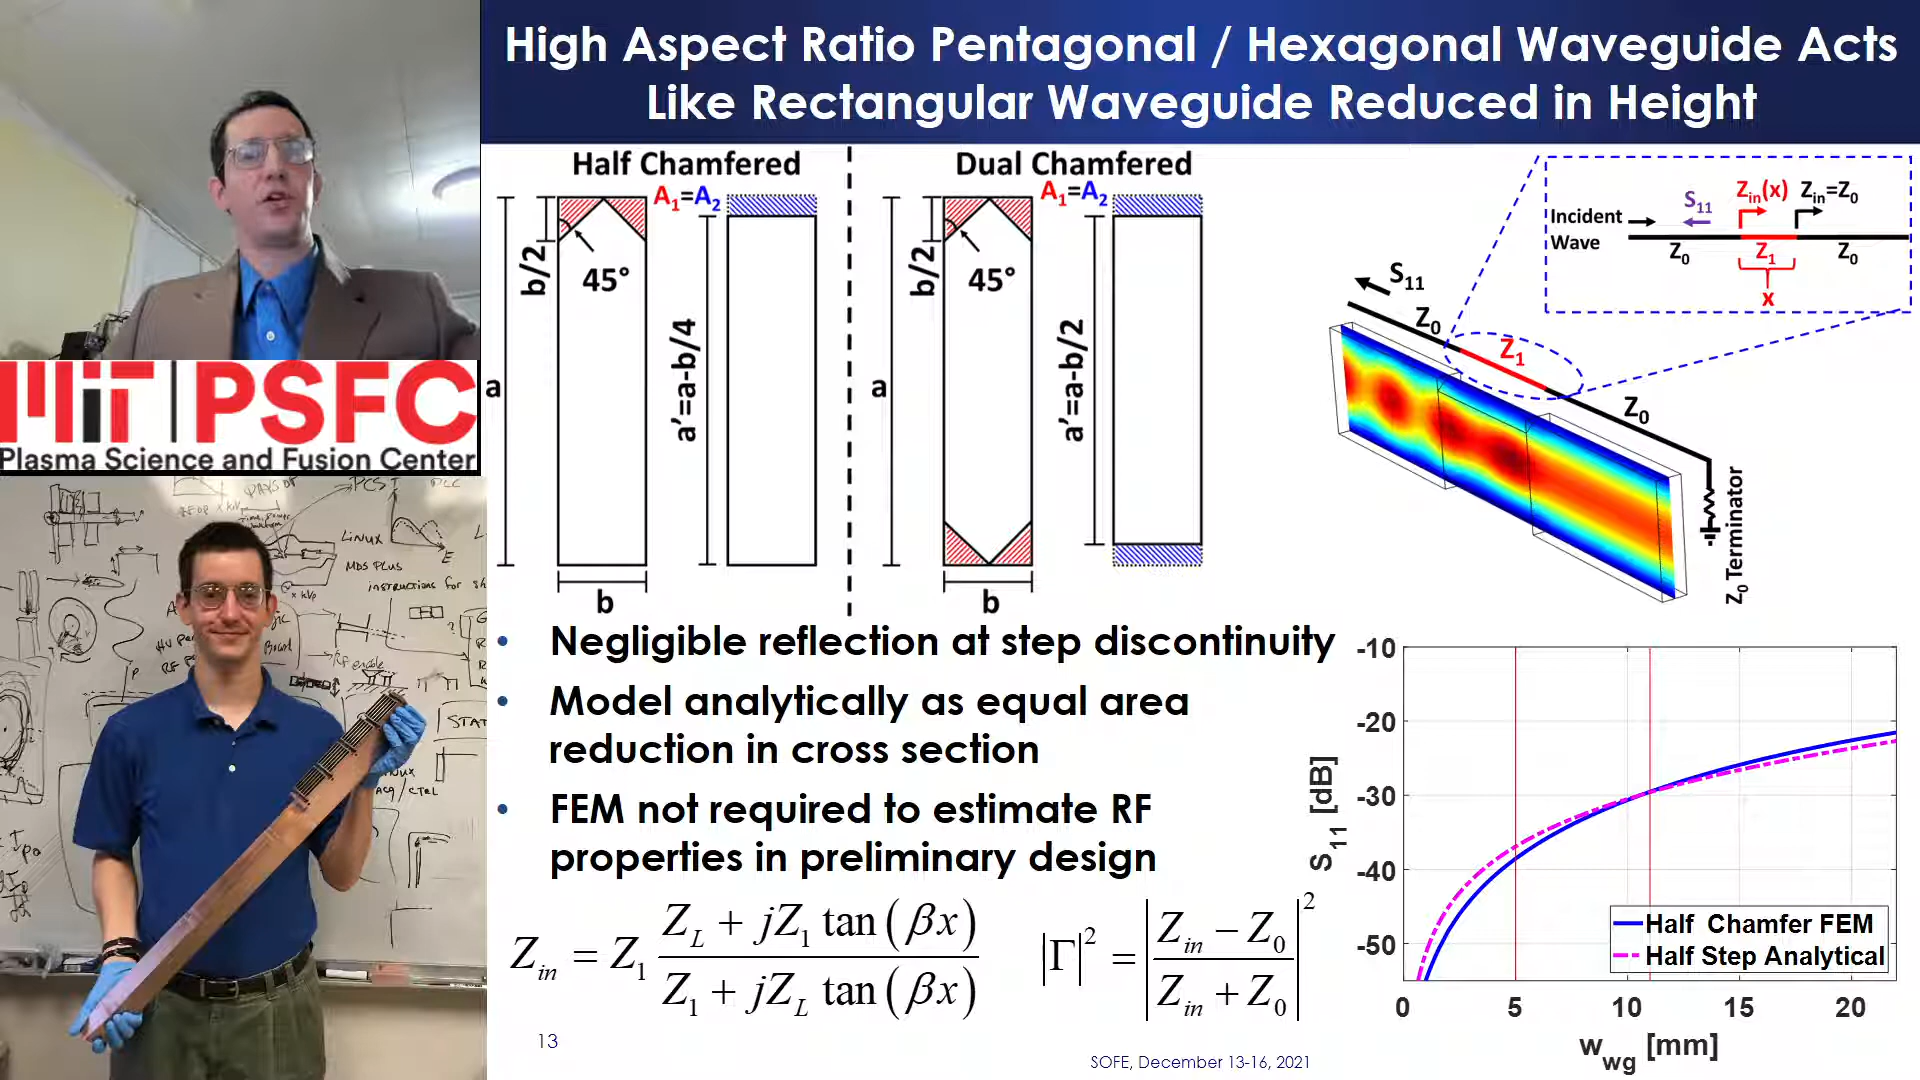 High Aspect Ratio Pentagonal / Hexagonal Waveguide Acts
Like Rectangular Waveguide Reduced in Height
MIT PSFC
Plasma Science and Fusion Center
Half Chamfered
A₁=A₂
b/2
45°
a
a'=a-b/4
b
Dual Chamfered
A₁=A₂
b/2
45°
a
a'=a-b/2
b
Incident
Wave
S₁₁
Zᵢₙ(x)
Zᵢₙ=Z₀
Z₀
Z₁
Z₀
x
S₁₁
Z₀
Z₁
Z₀
Z₀ Terminator
• Negligible reflection at step discontinuity
• Model analytically as equal area
reduction in cross section
• FEM not required to estimate RF
properties in preliminary design
Zᵢₙ = Z₁ (Z_L + jZ₁ tan(βx)) / (Z₁ + jZ_L tan(βx))
|Γ|² = |(Zᵢₙ − Z₀) / (Zᵢₙ + Z₀)|²
-10
-20
-30
-40
-50
S₁₁ [dB]
Half Chamfer FEM
Half Step Analytical
0 5 10 15 20
w_wg [mm]
13
SOFE, December 13-16, 2021
LINUX
MDS PLUS
instructions for
E